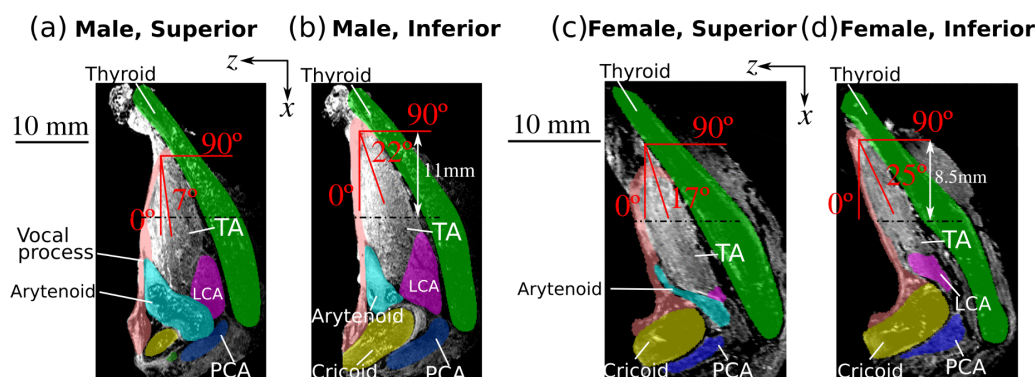 (a) Male, Superior
(b) Male, Inferior
(c) Female, Superior
(d) Female, Inferior
z
x
z
x
10 mm
10 mm
Thyroid
90º
7º
0º
TA
Vocal
process
Arytenoid
LCA
PCA
Thyroid
90º
22º
11mm
0º
TA
LCA
Arytenoid
Cricoid
PCA
Thyroid
90º
17º
0º
TA
Arytenoid
Cricoid
PCA
Thyroid
90º
25º
8.5mm
0º
TA
LCA
Cricoid
PCA